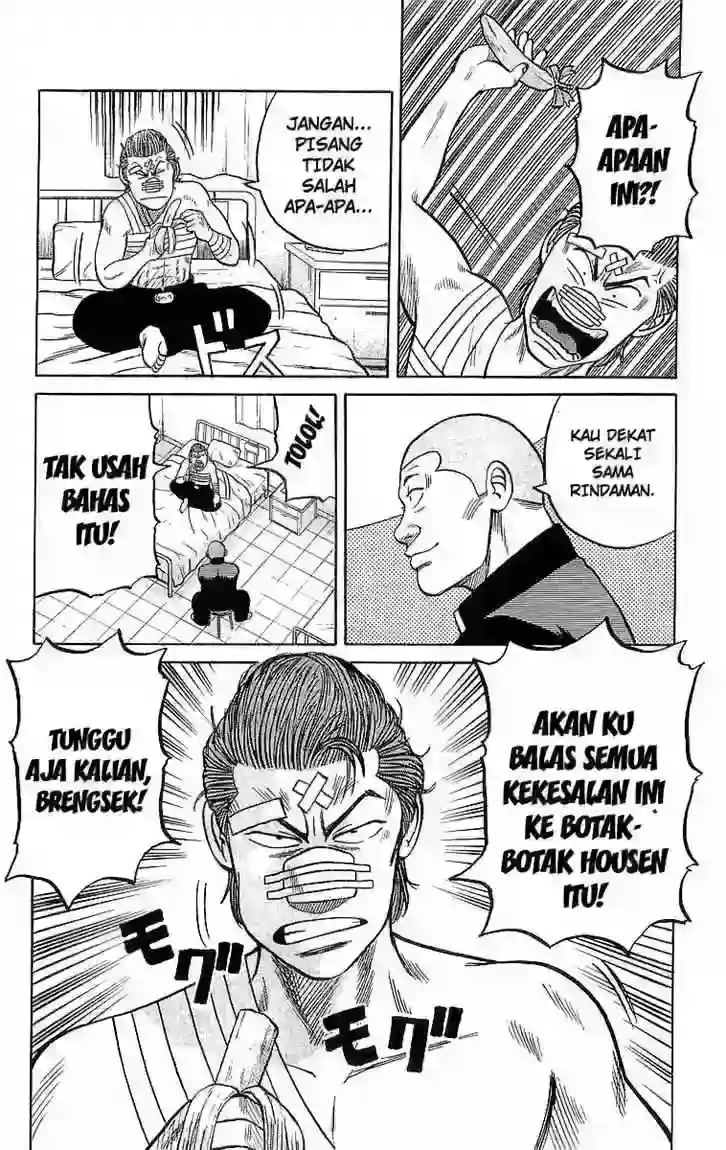 APA-
APAAN
INI?!
JANGAN...
PISANG
TIDAK
SALAH
APA-APA...
ドス
KAU DEKAT
SEKALI
SAMA
RINDAMAN.
TOLOL!
TAK USAH
BAHAS
ITU!
AKAN KU
BALAS SEMUA
KEKESALAN INI
KE BOTAK-
BOTAK HOUSEN
ITU!
TUNGGU
AJA KALIAN,
BRENGSEK!
モグ
モグ